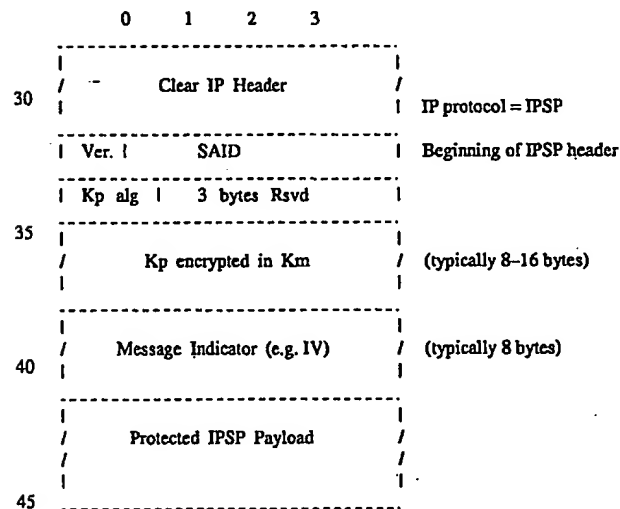 0 1 2 3
Clear IP Header
30
IP protocol = IPSP
Ver. SAID Beginning of IPSP header
Kp alg 3 bytes Rsvd
35
Kp encrypted in Km (typically 8–16 bytes)
Message Indicator (e.g. IV) (typically 8 bytes)
40
Protected IPSP Payload
45